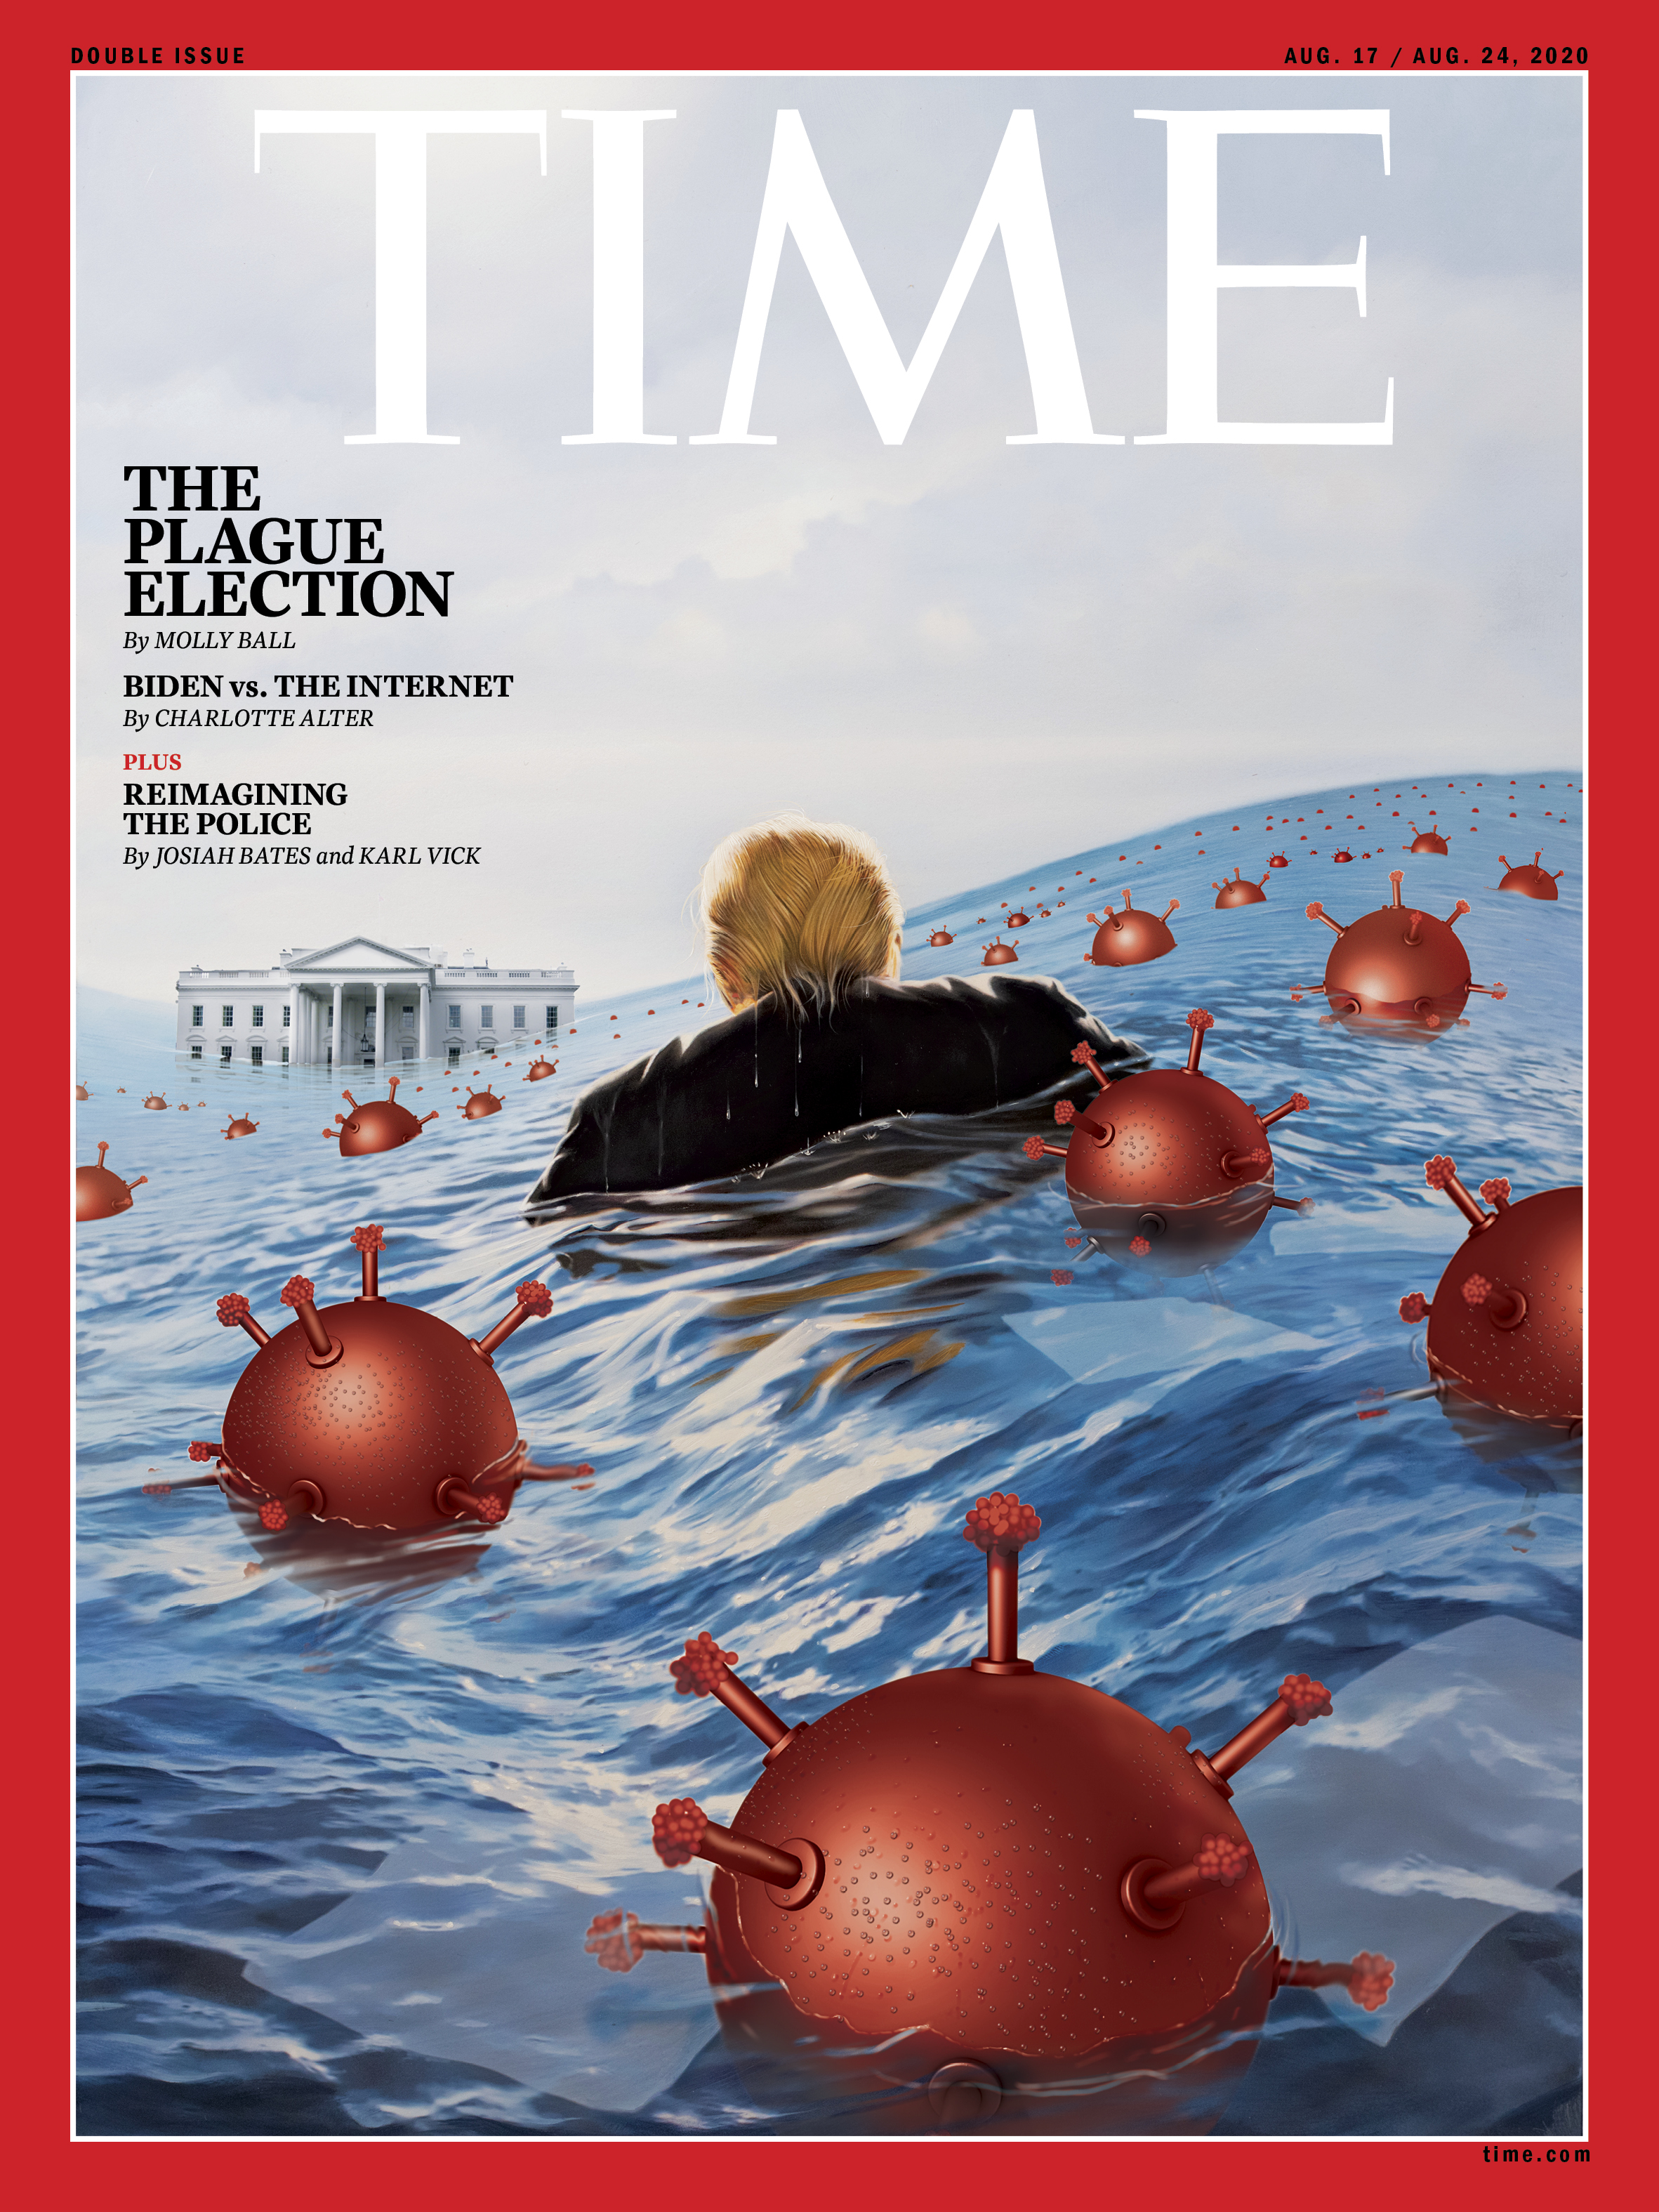 DOUBLE ISSUE
AUG. 17 / AUG. 24, 2020
TIME
THE
PLAGUE
ELECTION
By MOLLY BALL
BIDEN vs. THE INTERNET
By CHARLOTTE ALTER
PLUS
REIMAGINING
THE POLICE
By JOSIAH BATES and KARL VICK
time.com